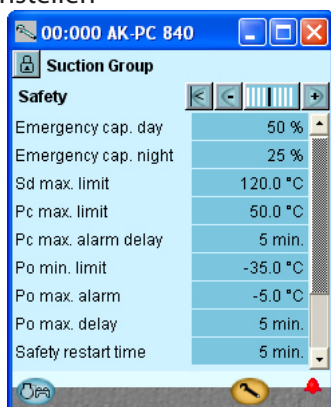 00:000 AK-PC 840
Suction Group
Safety
Emergency cap. day 50 %
Emergency cap. night 25 %
Sd max. limit 120.0 °C
Pc max. limit 50.0 °C
Pc max. alarm delay 5 min.
Po min. limit -35.0 °C
Po max. alarm -5.0 °C
Po max. delay 5 min.
Safety restart time 5 min.